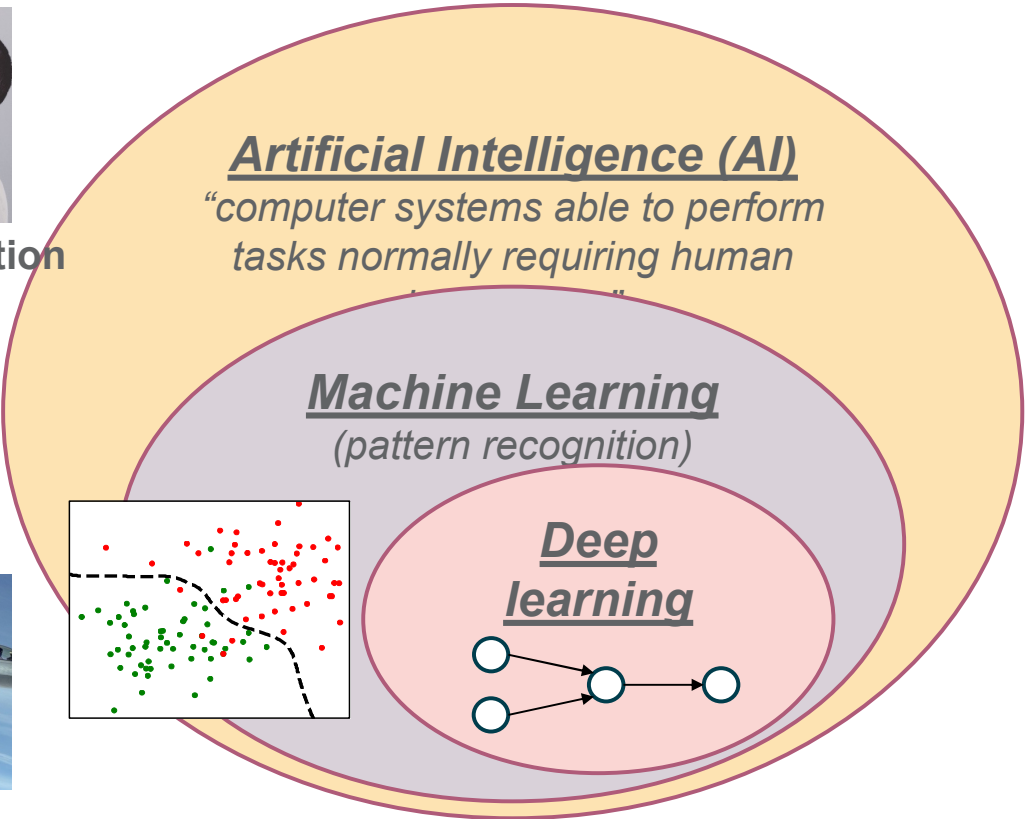 Artificial Intelligence (AI)
“computer systems able to perform
tasks normally requiring human
”
tion
Machine Learning
(pattern recognition)
Deep
learning